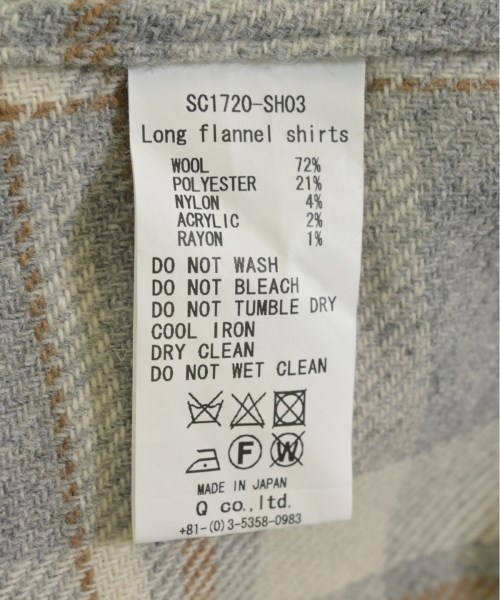 SC1720-SH03
Long flannel shirts
WOOL 72%
POLYESTER 21%
NYLON 4%
ACRYLIC 2%
RAYON 1%
DO NOT WASH
DO NOT BLEACH
DO NOT TUMBLE DRY
COOL IRON
DRY CLEAN
DO NOT WET CLEAN
F W
MADE IN JAPAN
Q co.,ltd.
+81-(0)3-5358-0983